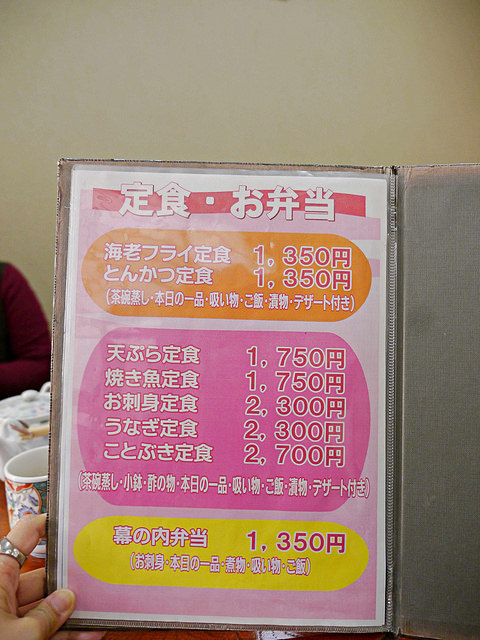 定食・お弁当
海老フライ定食 1,350円
とんかつ定食 1,350円
(茶碗蒸し・本日の一品・吸い物・ご飯・漬物・デザート付き)
天ぷら定食 1,750円
焼き魚定食 1,750円
お刺身定食 2,300円
うなぎ定食 2,300円
ことぶき定食 2,700円
(茶碗蒸し・小鉢・酢の物・本日の一品・吸い物・ご飯・漬物・デザート付き)
幕の内弁当 1,350円
(お刺身・本日の一品・煮物・吸い物・ご飯)